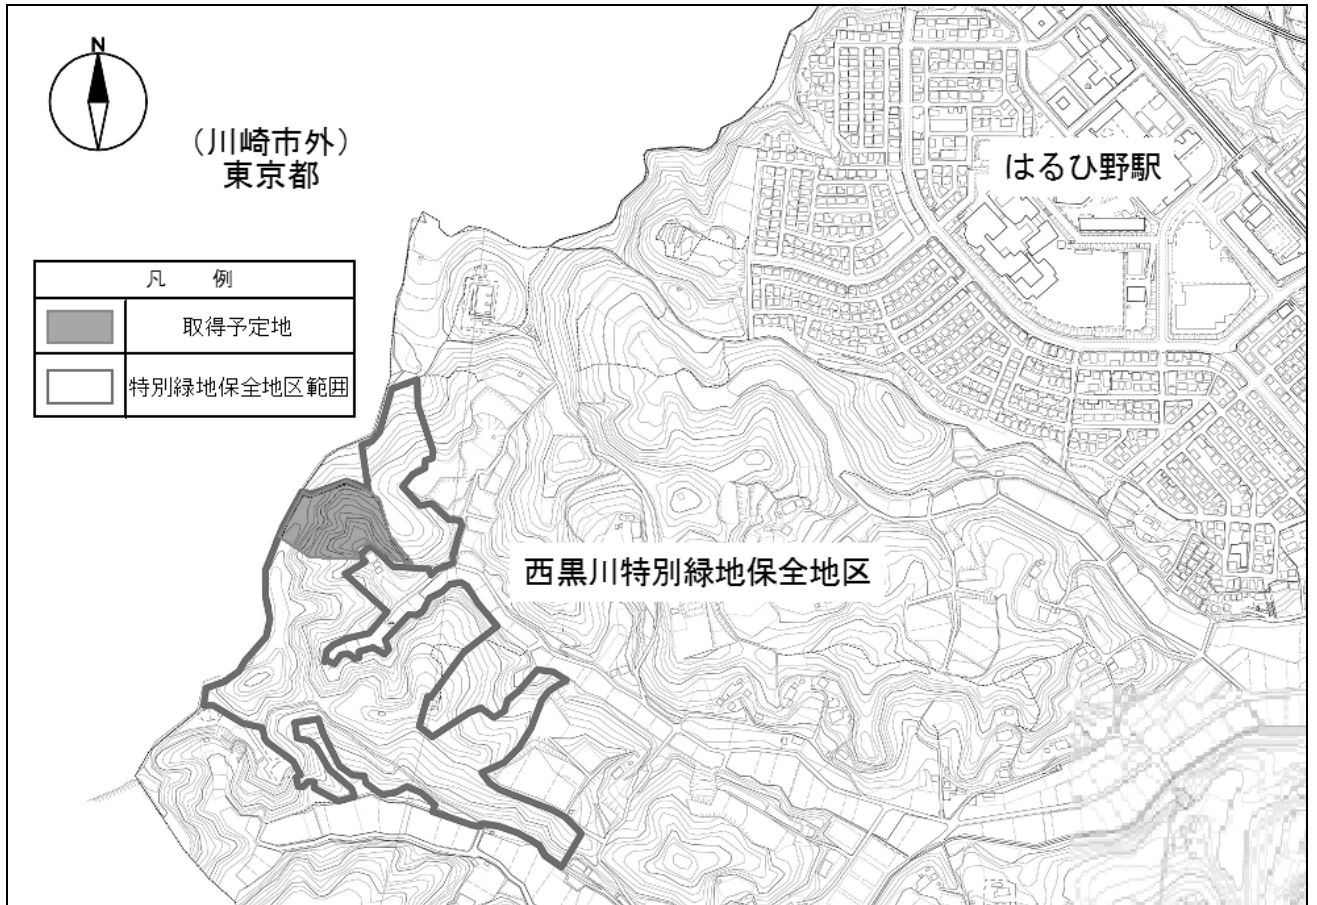 N
（川崎市外）
東京都
はるひ野駅
凡 例
取得予定地
特別緑地保全地区範囲
西黒川特別緑地保全地区